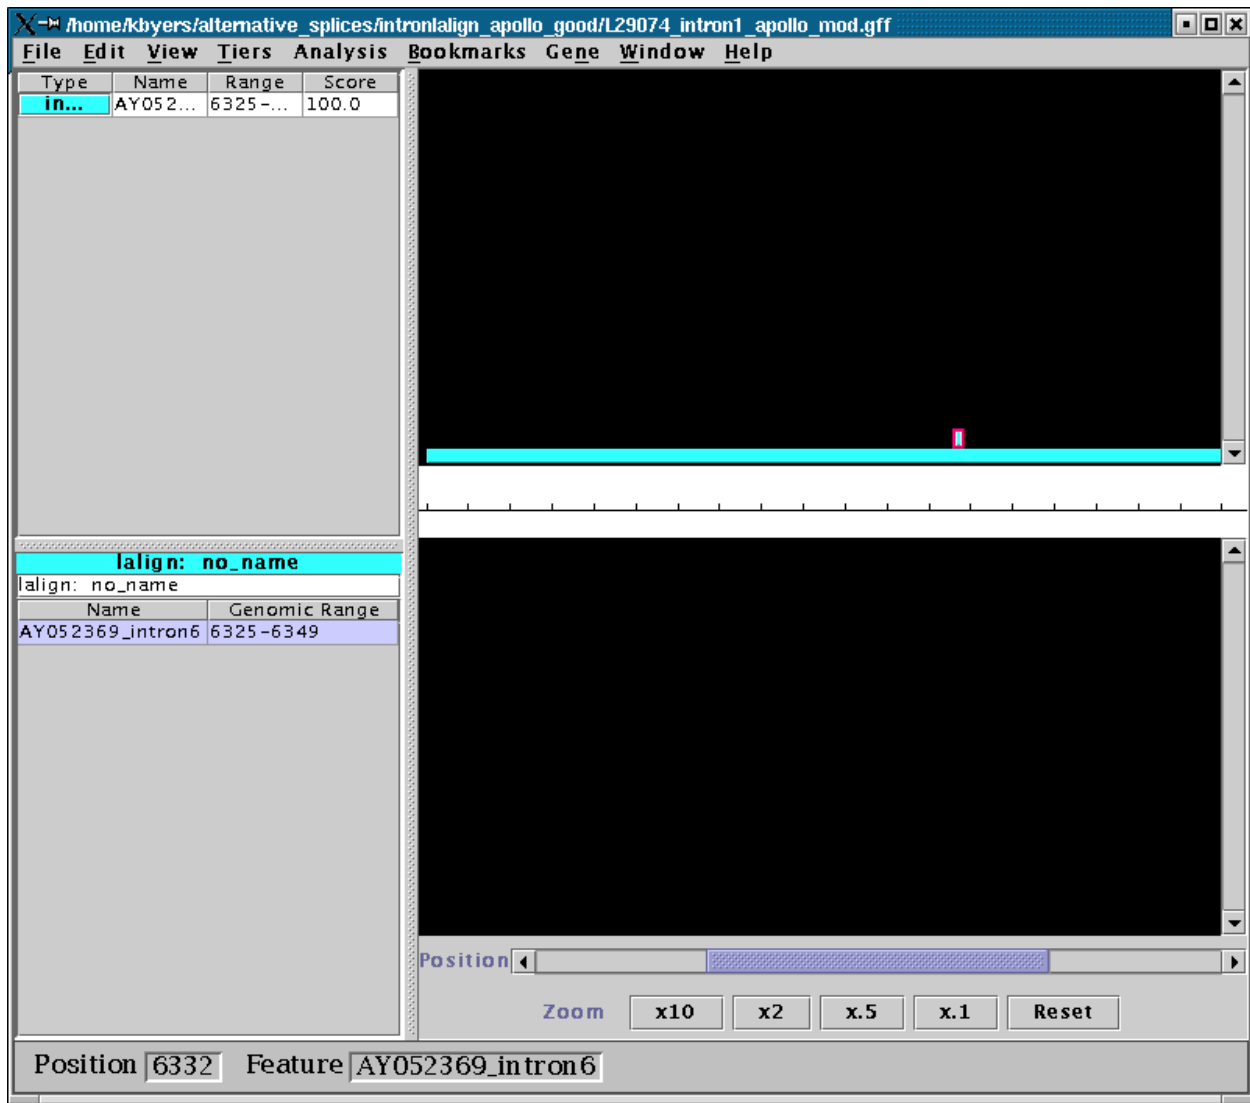 /home/kbyers/alternative_splices/intronlalign_apollo_good/L29074_intron1_apollo_mod.gff
File Edit View Tiers Analysis Bookmarks Gene Window Help
Type Name Range Score
in... AY052... 6325-... 100.0
lalign: no_name
lalign: no_name
Name Genomic Range
AY052369_intron6 6325-6349
Position
Zoom x10 x2 x.5 x.1 Reset
Position 6332 Feature AY052369_intron6